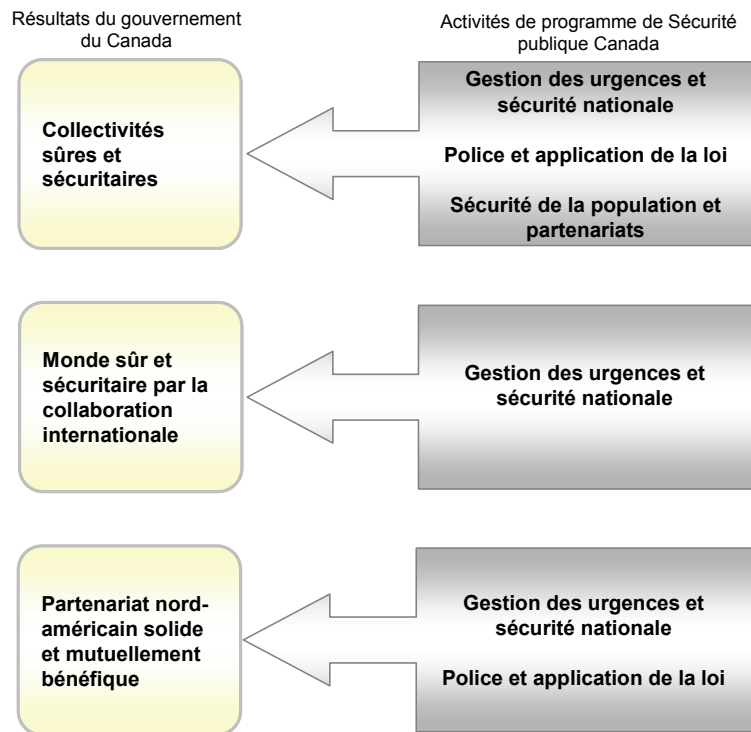 Résultats du gouvernement
du Canada
Activités de programme de Sécurité
publique Canada
Collectivités
sûres et
sécuritaires
Gestion des urgences et
sécurité nationale
Police et application de la loi
Sécurité de la population et
partenariats
Monde sûr et
sécuritaire par la
collaboration
internationale
Gestion des urgences et
sécurité nationale
Partenariat nord-
américain solide
et mutuellement
bénéfique
Gestion des urgences et
sécurité nationale
Police et application de la loi